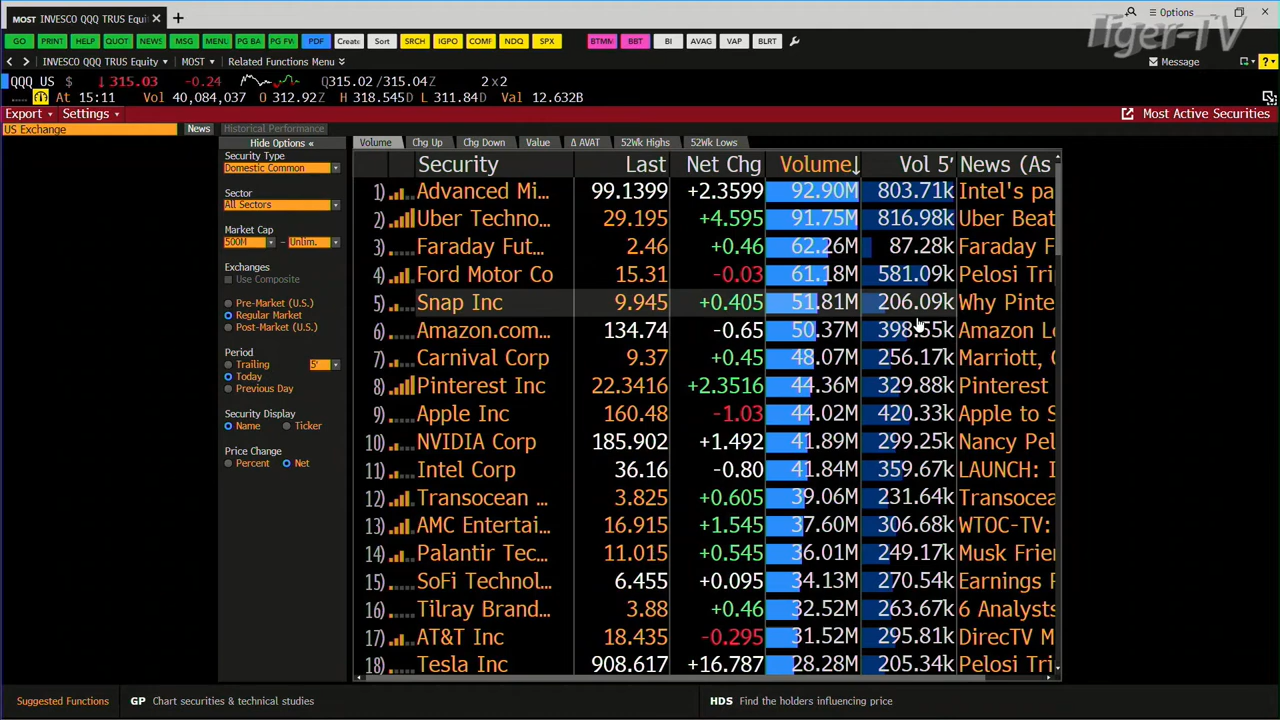 MOST INVESCO QQQ TRUS Equi × +
Options
Tiger-TV
GO PRINT HELP QUOT NEWS MSG MENU PG BA PG FV PDF Create Sort SRCH IGPO COMF NDQ SPX BTMM BBT BI AVAG VAP BLRT
INVESCO QQQ TRUS Equity MOST Related Functions Menu Message
QQQ US $ ↓315.03 -0.24 Q315.02/315.04Z 2x2
At 15:11 Vol 40,084,037 O 312.92Z H 318.545D L 311.84D Val 12.632B
Export Settings Most Active Securities
US Exchange News Historical Performance
Hide Options «
Security Type
Domestic Common
Sector
All Sectors
Market Cap
500M - Unlim.
Exchanges
Use Composite
Pre-Market (U.S.)
Regular Market
Post-Market (U.S.)
Period
Trailing 5'
Today
Previous Day
Security Display
Name Ticker
Price Change
Percent Net
Volume Chg Up Chg Down Value Δ AVAT 52Wk Highs 52Wk Lows
Security Last Net Chg Volume↓ Vol 5' News (As
1) Advanced Mi... 99.1399 +2.3599 92.90M 803.71k Intel's pa
2) Uber Techno... 29.195 +4.595 91.75M 816.98k Uber Beat
3) Faraday Fut... 2.46 +0.46 62.26M 87.28k Faraday F
4) Ford Motor Co 15.31 -0.03 61.18M 581.09k Pelosi Tri
5) Snap Inc 9.945 +0.405 51.81M 206.09k Why Pinte
6) Amazon.com... 134.74 -0.65 50.37M 398.55k Amazon Lo
7) Carnival Corp 9.37 +0.45 48.07M 256.17k Marriott, C
8) Pinterest Inc 22.3416 +2.3516 44.36M 329.88k Pinterest
9) Apple Inc 160.48 -1.03 44.02M 420.33k Apple to S
10) NVIDIA Corp 185.902 +1.492 41.89M 299.25k Nancy Pel
11) Intel Corp 36.16 -0.80 41.84M 359.67k LAUNCH: I
12) Transocean ... 3.825 +0.605 39.06M 231.64k Transocea
13) AMC Entertai... 16.915 +1.545 37.60M 306.68k WTOC-TV:
14) Palantir Tec... 11.015 +0.545 36.01M 249.17k Musk Frien
15) SoFi Technol... 6.455 +0.095 34.13M 270.54k Earnings F
16) Tilray Brand... 3.88 +0.46 32.52M 263.67k 6 Analysts
17) AT&T Inc 18.435 -0.295 31.52M 295.81k DirecTV M
18) Tesla Inc 908.617 +16.787 28.28M 205.34k Pelosi Tri
Suggested Functions GP Chart securities & technical studies HDS Find the holders influencing price